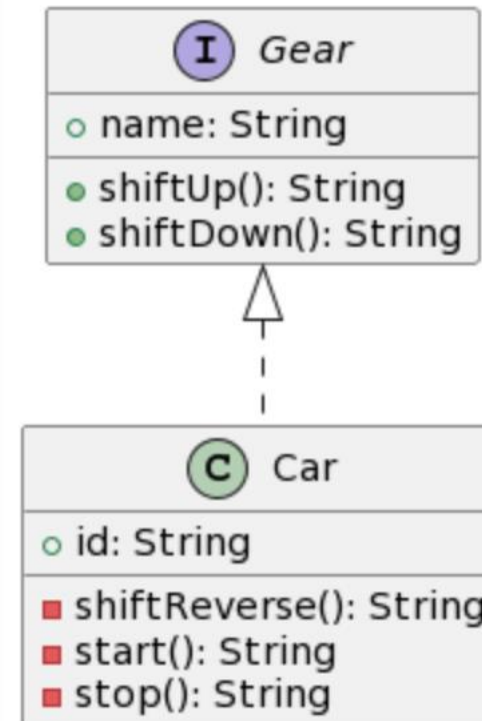 I Gear
name: String
shiftUp(): String
shiftDown(): String
C Car
id: String
shiftReverse(): String
start(): String
stop(): String